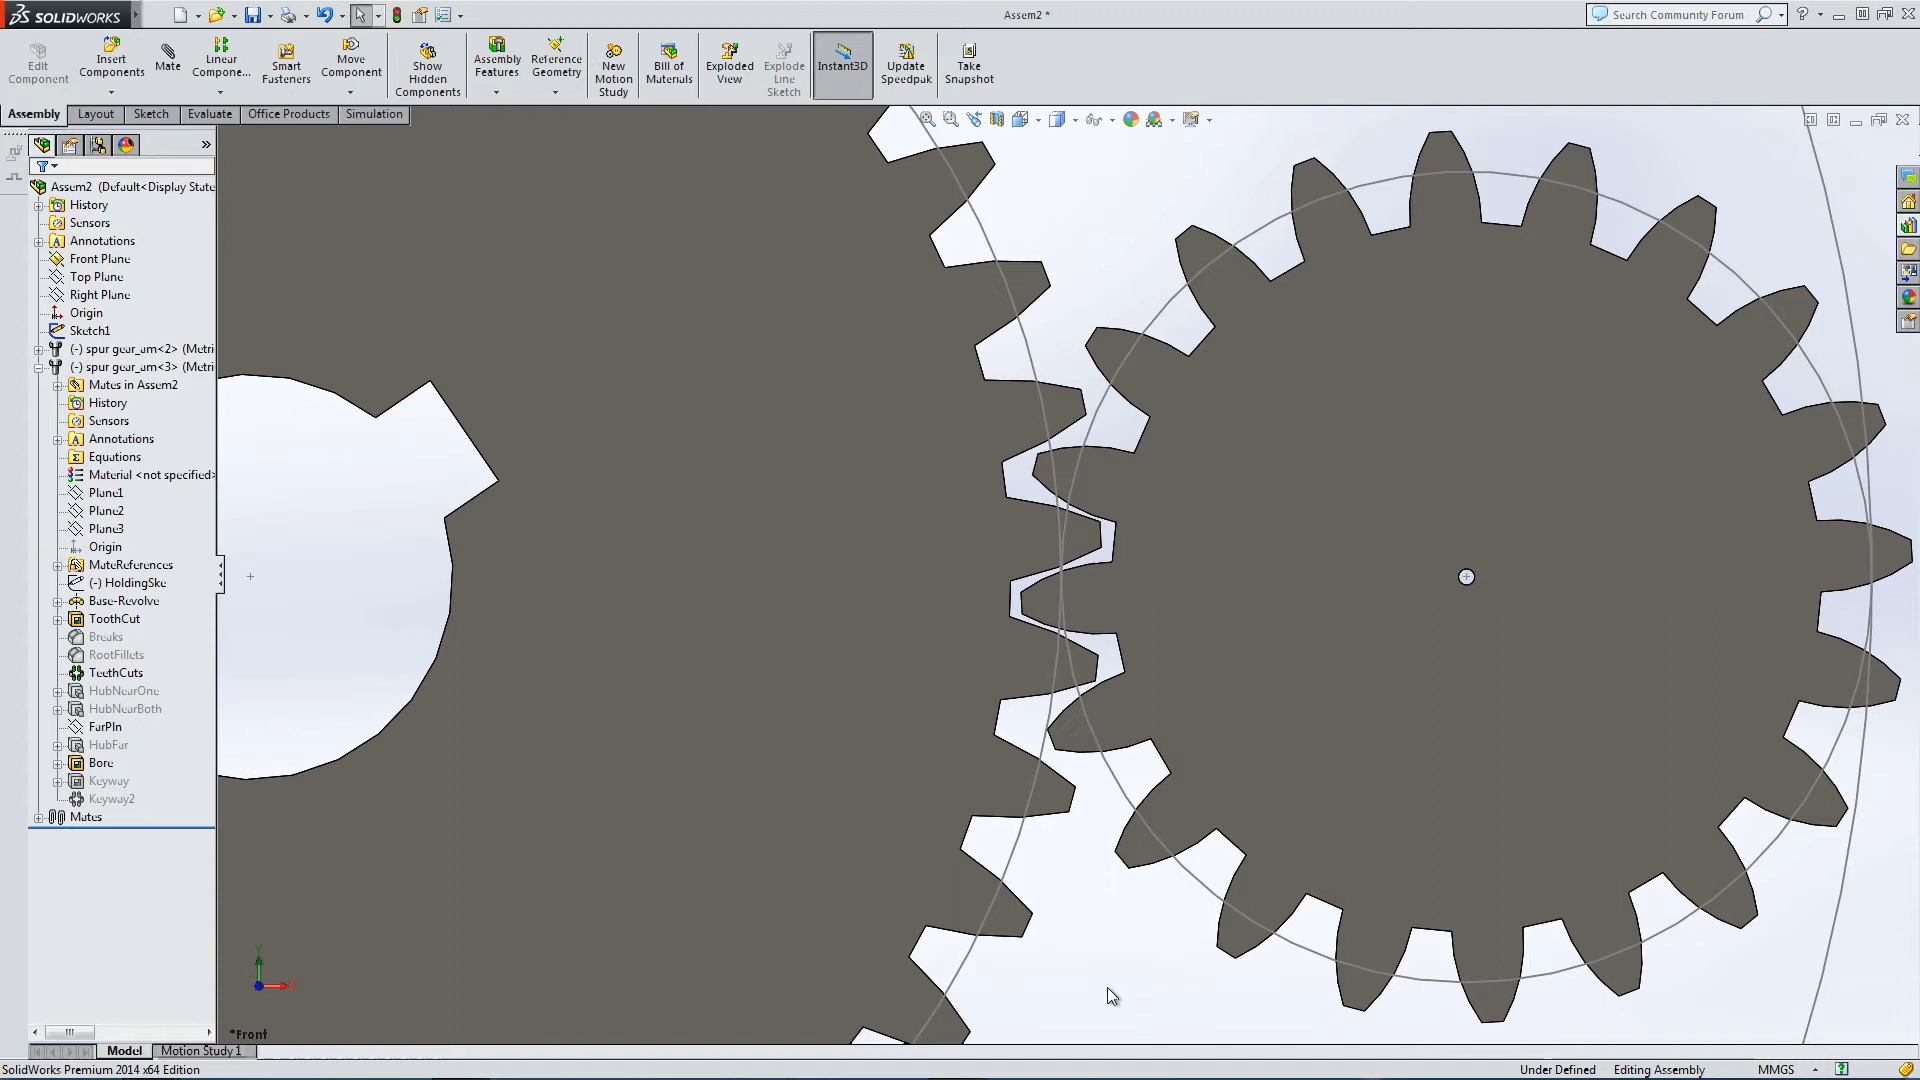 SOLIDWORKS
Assem2 *
Search Community Forum
Edit Component
Insert Components
Mate
Linear Compone...
Smart Fasteners
Move Component
Show Hidden Components
Assembly Features
Reference Geometry
New Motion Study
Bill of Materials
Exploded View
Explode Line Sketch
Instant3D
Update Speedpak
Take Snapshot
Assembly
Layout
Sketch
Evaluate
Office Products
Simulation
Assem2 (Default<Display State
History
Sensors
Annotations
Front Plane
Top Plane
Right Plane
Origin
Sketch1
(-) spur gear_am<2> (Metri
(-) spur gear_am<3> (Metri
Mates in Assem2
History
Sensors
Annotations
Equations
Material <not specified>
Plane1
Plane2
Plane3
Origin
MateReferences
(-) HoldingSke
Base-Revolve
ToothCut
Breaks
RootFillets
TeethCuts
HubNearOne
HubNearBoth
FarPln
HubFar
Bore
Keyway
Keyway2
Mates
Y
*Front
Model
Motion Study 1
SolidWorks Premium 2014 x64 Edition
Under Defined
Editing Assembly
MMGS